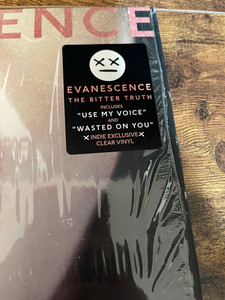 ENCE
EVANESCENCE
THE BITTER TRUTH
INCLUDES
"USE MY VOICE"
AND
"WASTED ON YOU"
INDIE EXCLUSIVE
CLEAR VINYL